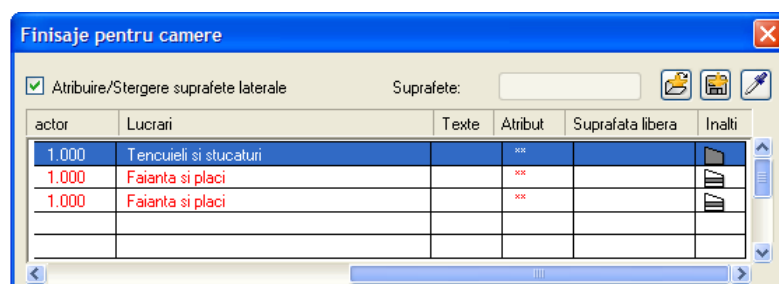 Finisaje pentru camere
Atribuire/Stergere suprafete laterale Suprafete:
actor Lucrari Texte Atribut Suprafata libera Inalti
1.000 Tencuieli si stucaturi **
1.000 Faianta si placi **
1.000 Faianta si placi **